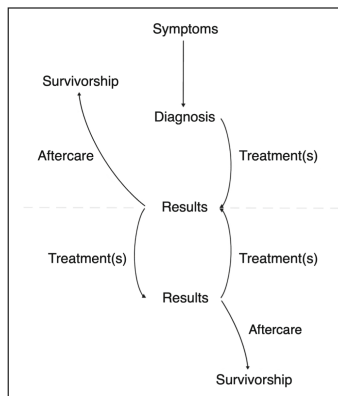 Symptoms
Survivorship
Diagnosis
Aftercare
Treatment(s)
Results
Treatment(s)
Treatment(s)
Results
Aftercare
Survivorship